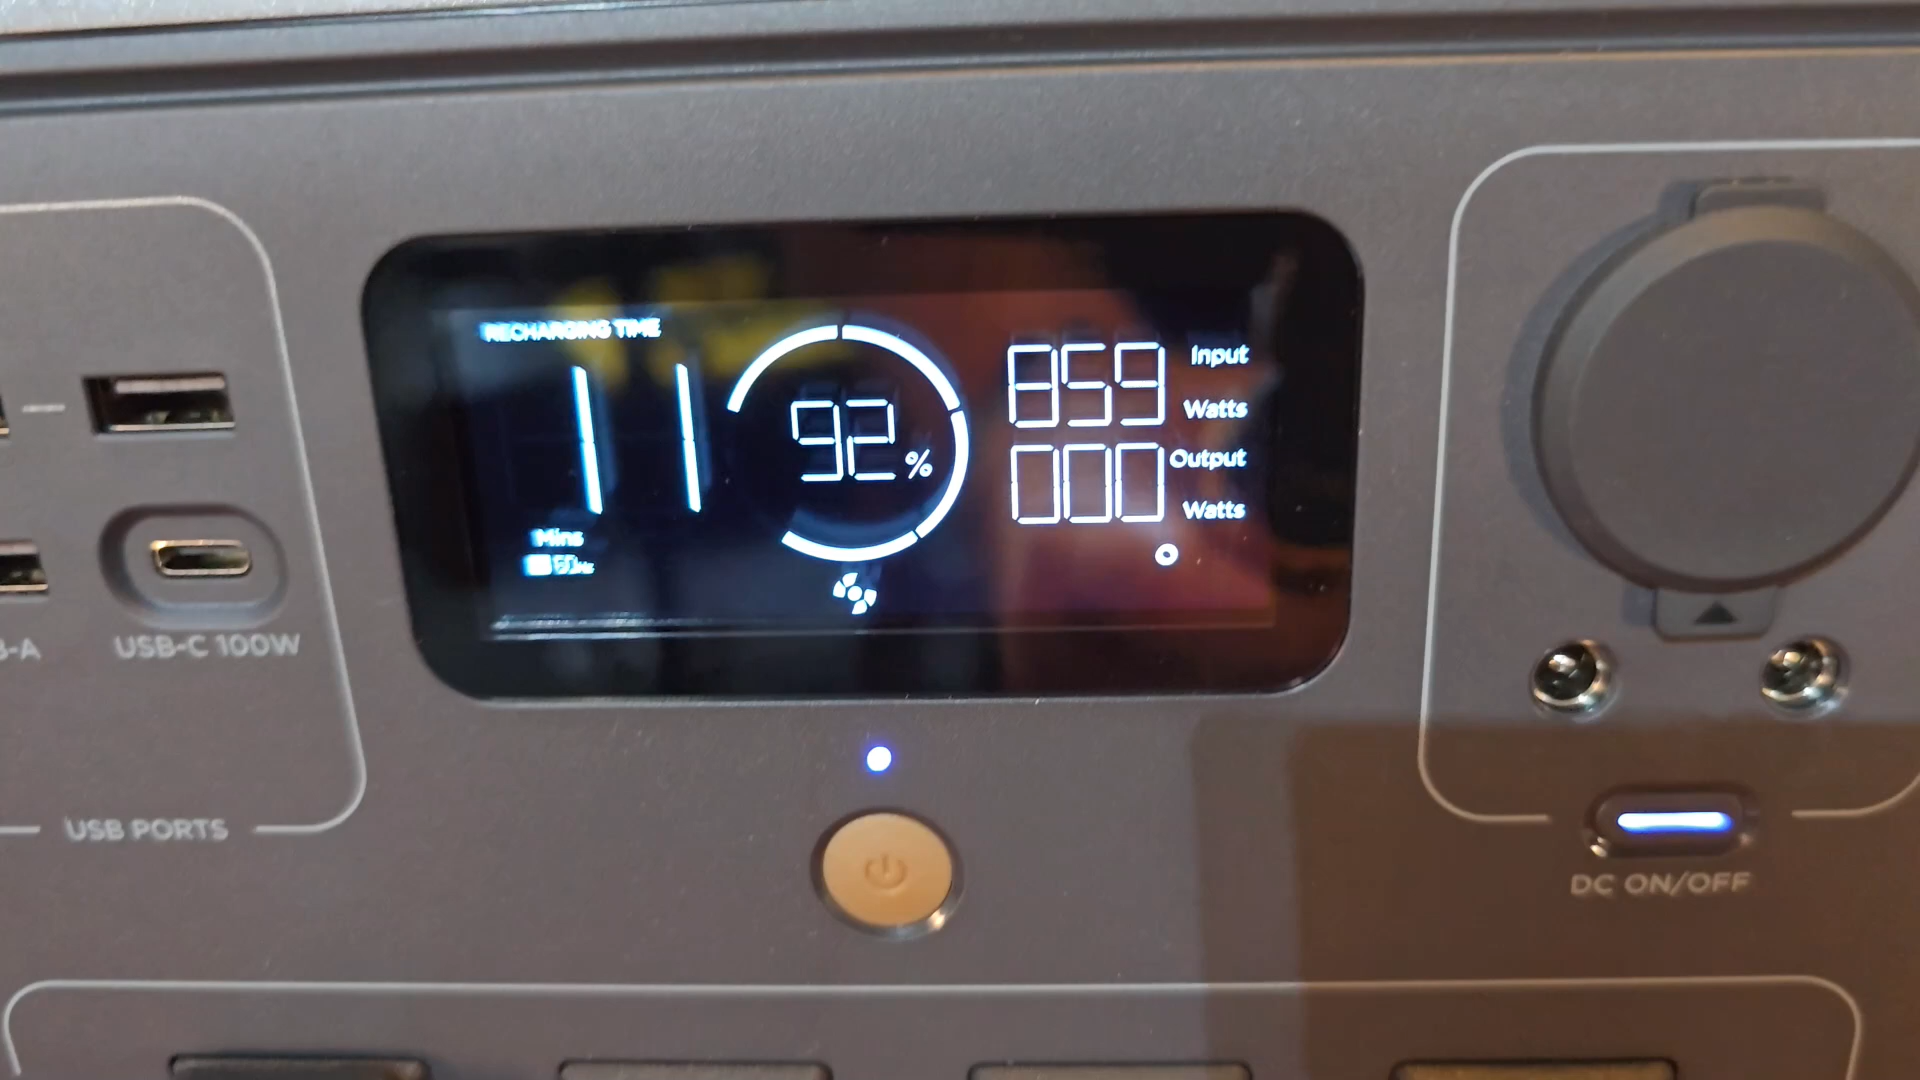 RECHARGING TIME
11
Mins
92 %
859 Input
Watts
000 Output
Watts
B-A
USB-C 100W
USB PORTS
DC ON/OFF